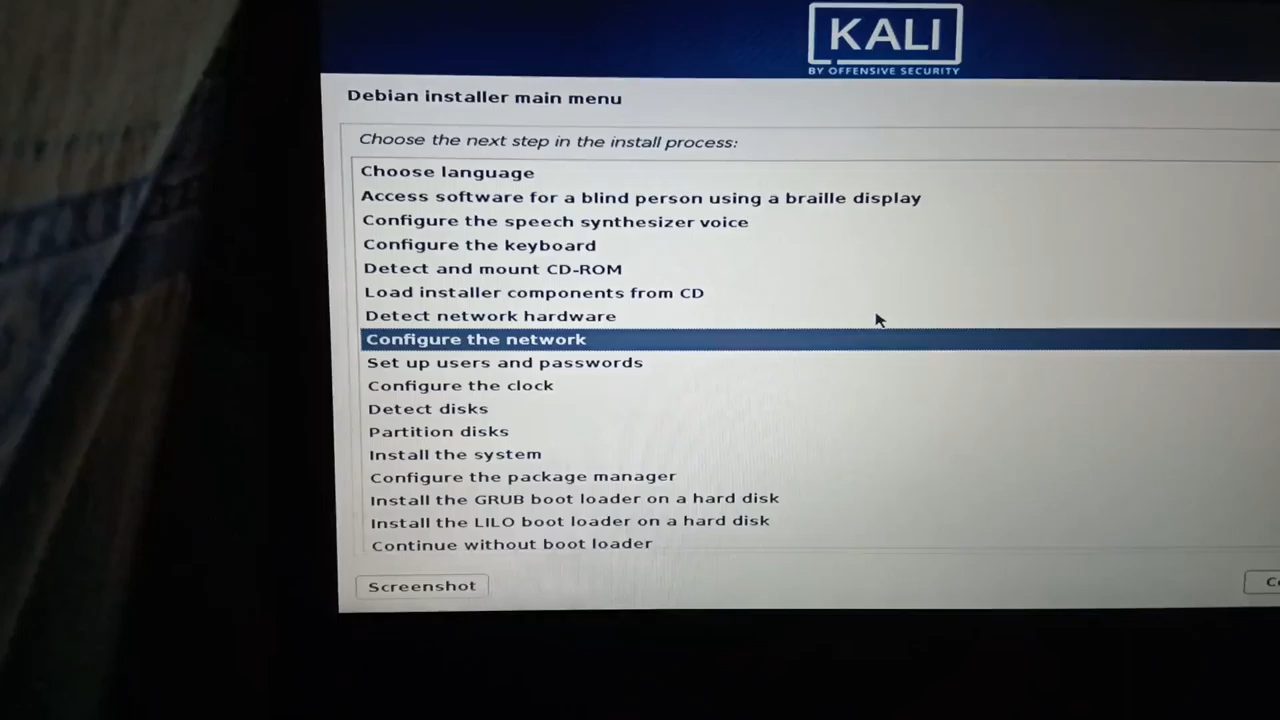 KALI
BY OFFENSIVE SECURITY
Debian installer main menu
Choose the next step in the install process:
Choose language
Access software for a blind person using a braille display
Configure the speech synthesizer voice
Configure the keyboard
Detect and mount CD-ROM
Load installer components from CD
Detect network hardware
Configure the network
Set up users and passwords
Configure the clock
Detect disks
Partition disks
Install the system
Configure the package manager
Install the GRUB boot loader on a hard disk
Install the LILO boot loader on a hard disk
Continue without boot loader
Screenshot